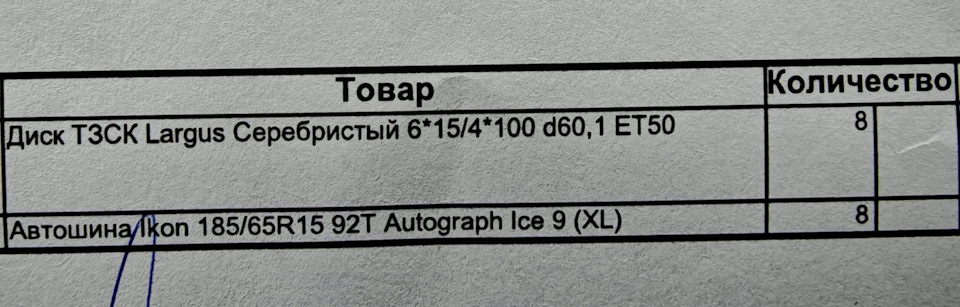 Товар Количество
Диск ТЗСК Largus Серебристый 6*15/4*100 d60,1 ET50 8
Автошина Ikon 185/65R15 92T Autograph Ice 9 (XL) 8